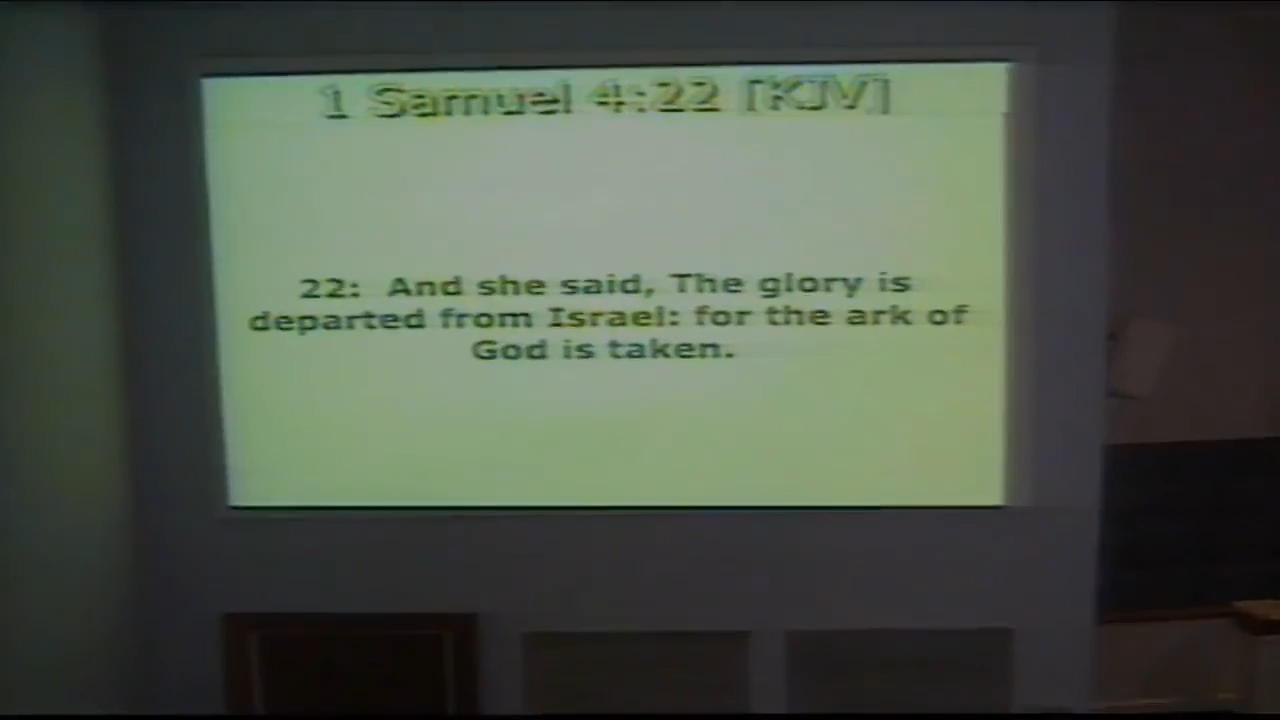 1 Samuel 4:22 [KJV]
22: And she said, The glory is
departed from Israel: for the ark of
God is taken.